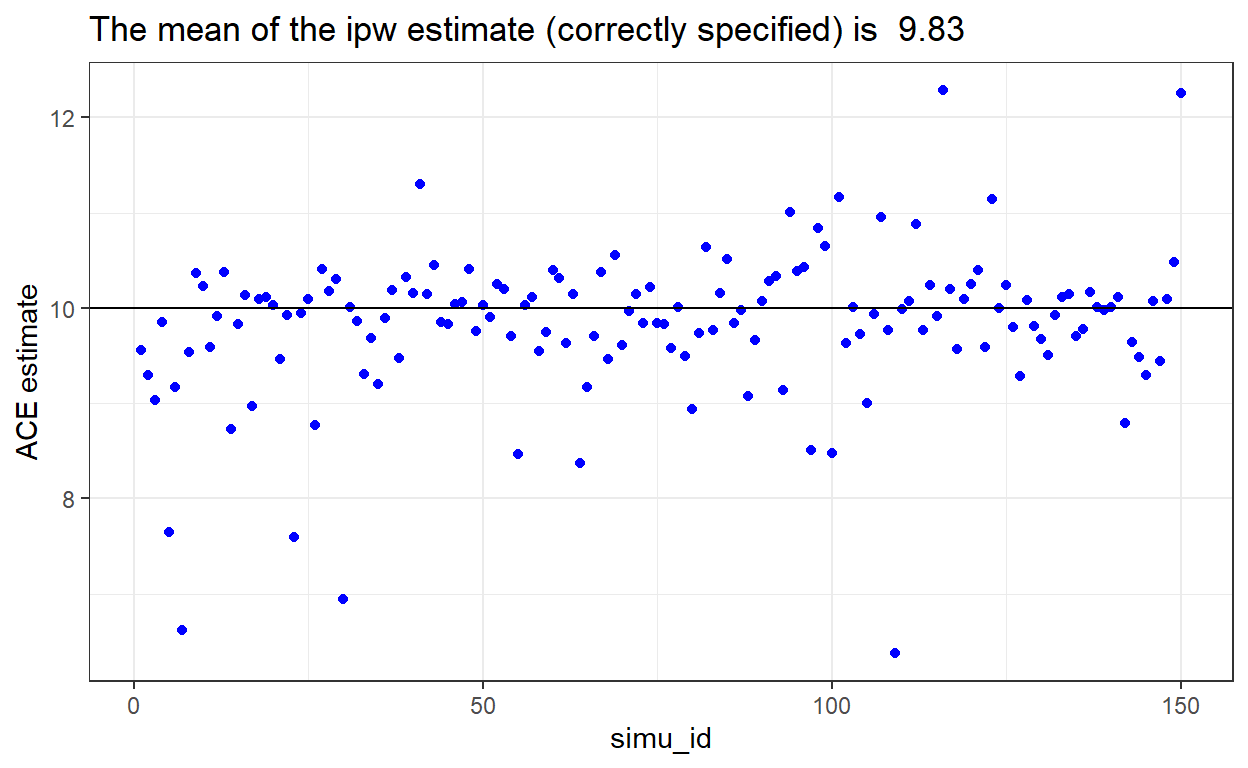 The mean of the ipw estimate (correctly specified) is  9.83
12
10
8
ACE estimate
0
50
100
150
simu_id